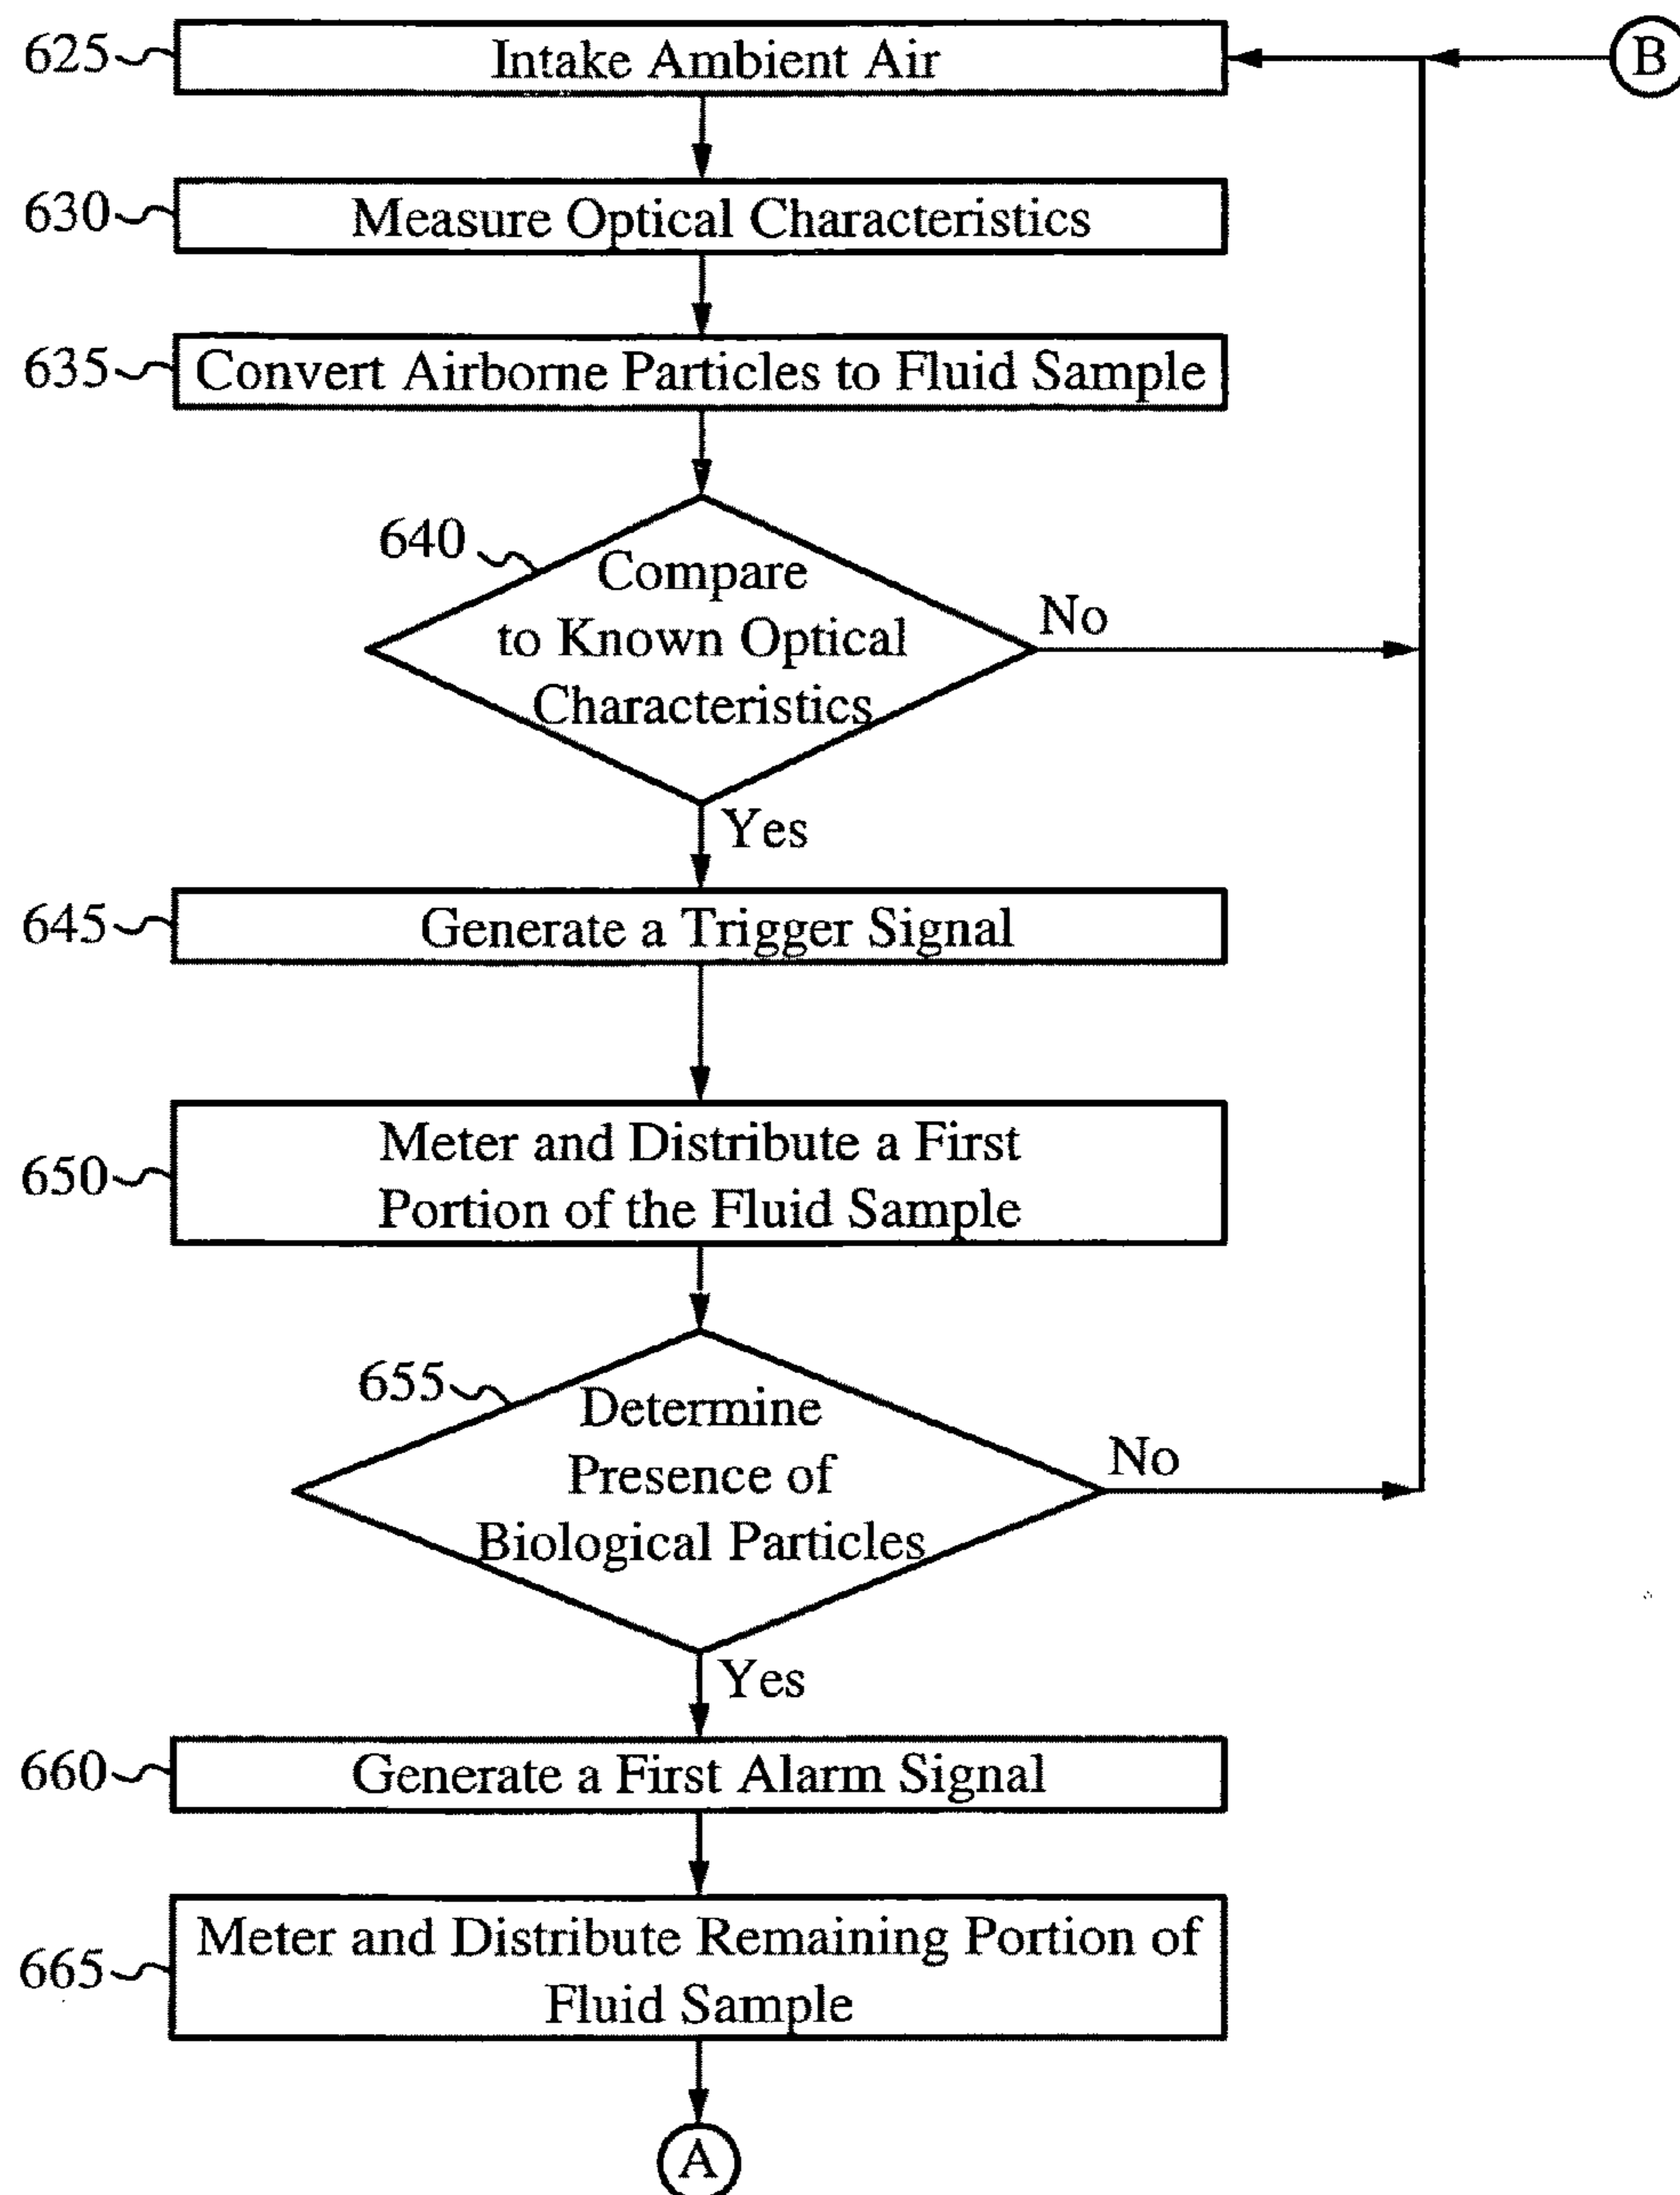 625
Intake Ambient Air
B
630
Measure Optical Characteristics
635
Convert Airborne Particles to Fluid Sample
640
Compare
to Known Optical
Characteristics
No
Yes
645
Generate a Trigger Signal
650
Meter and Distribute a First
Portion of the Fluid Sample
655
Determine
Presence of
Biological Particles
No
Yes
660
Generate a First Alarm Signal
665
Meter and Distribute Remaining Portion of
Fluid Sample
A